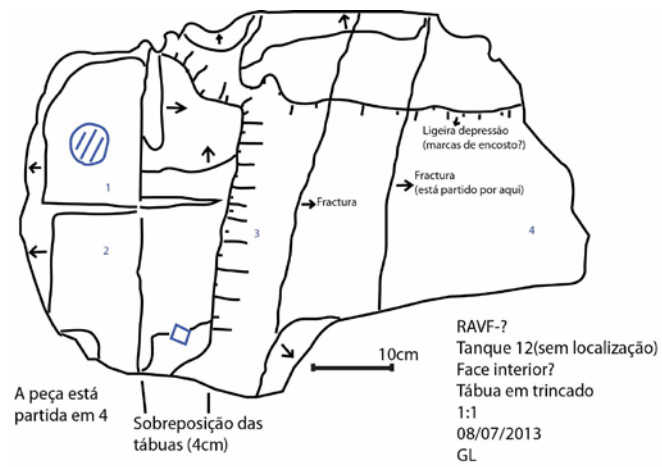 Ligeira depressão
(marcas de encosto?)
Fractura
Fractura
(está partido por aqui)
1
2
3
4
10cm
A peça está
partida em 4
Sobreposição das
tábuas (4cm)
RAVF-?
Tanque 12(sem localização)
Face interior?
Tábua em trincado
1:1
08/07/2013
GL